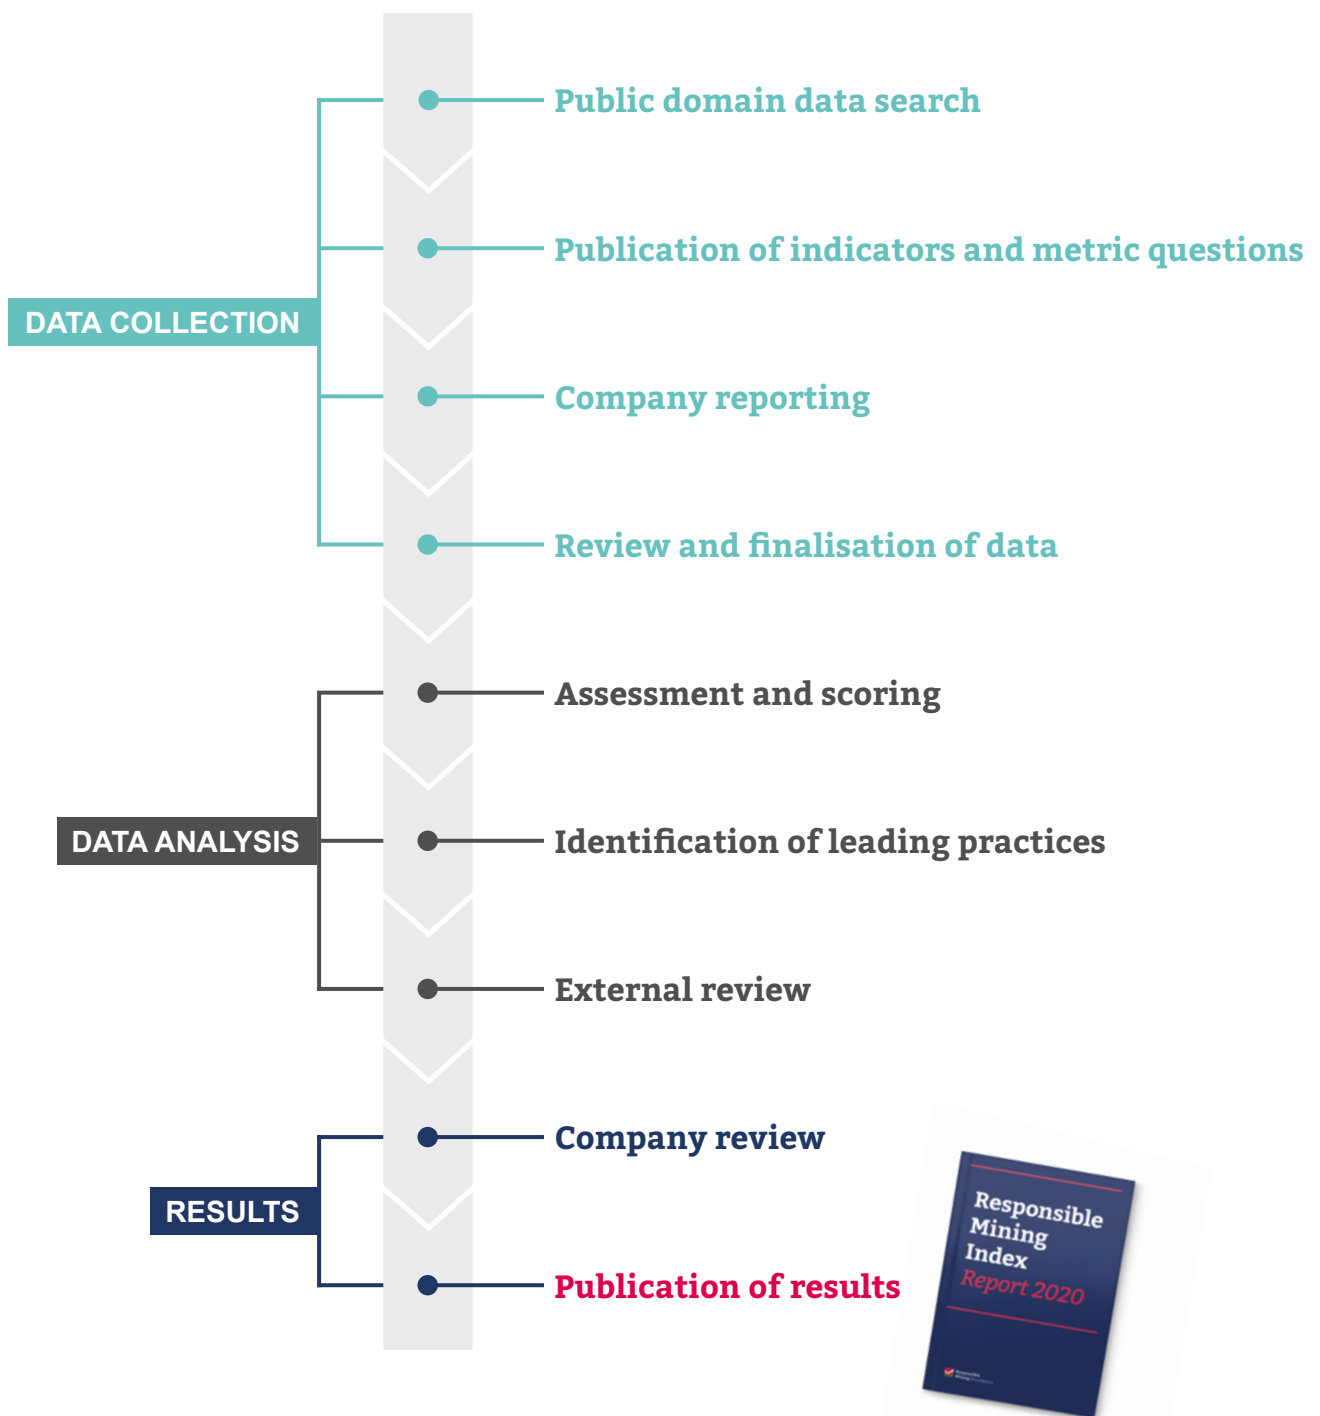 Public domain data search
Publication of indicators and metric questions
DATA COLLECTION
Company reporting
Review and finalisation of data
Assessment and scoring
DATA ANALYSIS
Identification of leading practices
External review
Company review
RESULTS
Publication of results
Responsible
Mining
Index
Report 2020
Responsible
Mining